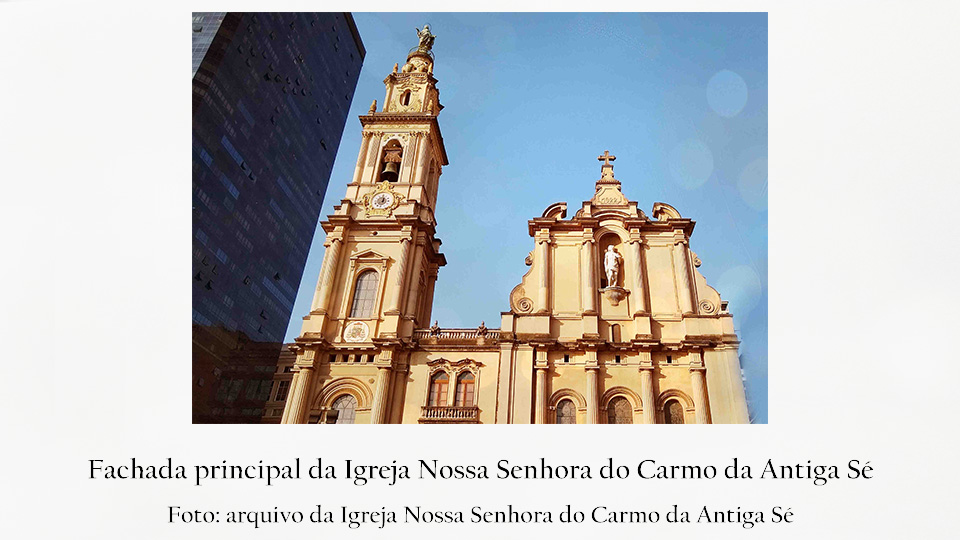 Fachada principal da Igreja Nossa Senhora do Carmo da Antiga Sé
Foto: arquivo da Igreja Nossa Senhora do Carmo da Antiga Sé